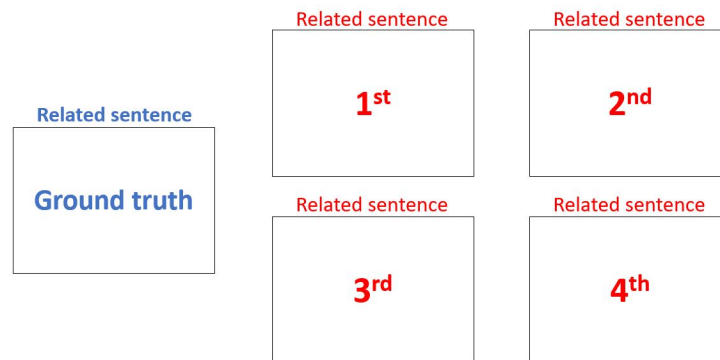 Related sentence
Ground truth
Related sentence
1st
Related sentence
2nd
Related sentence
3rd
Related sentence
4th